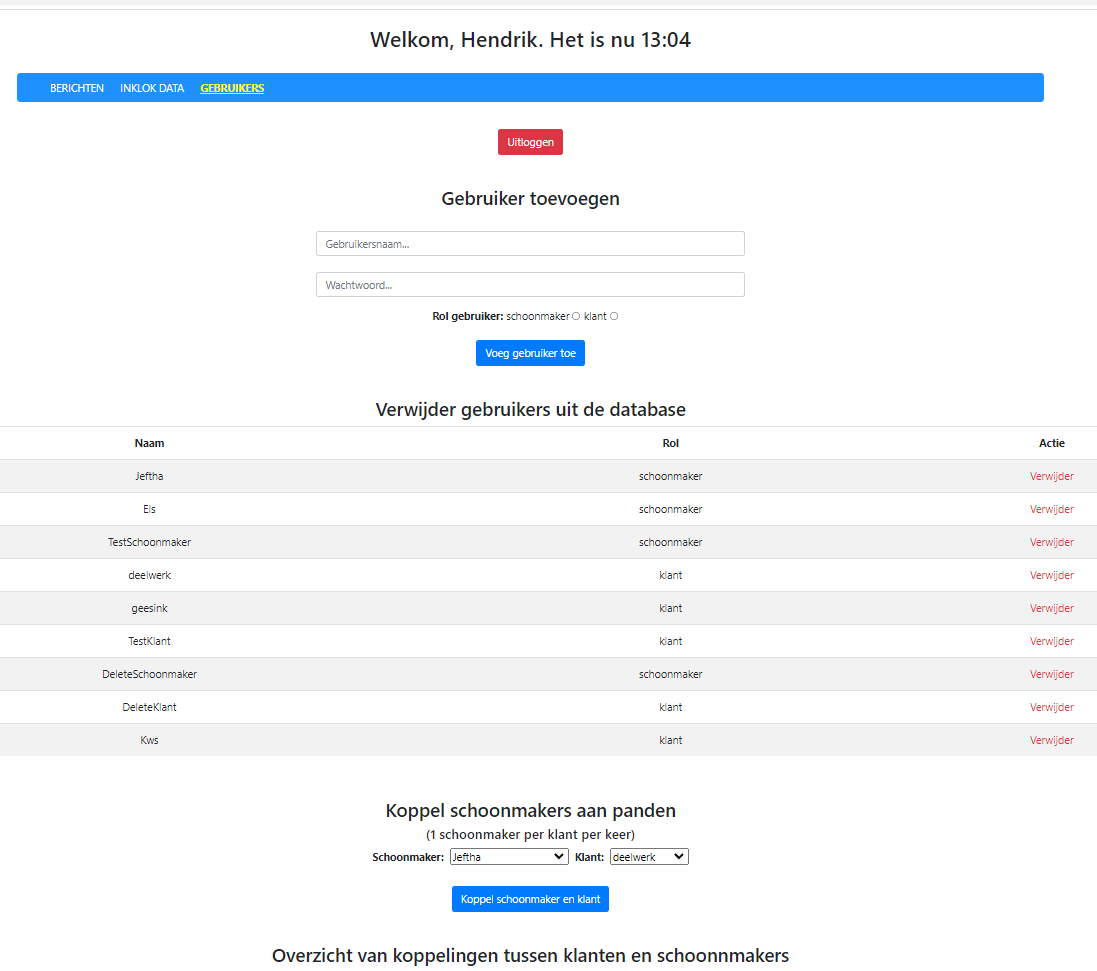 Welkom, Hendrik. Het is nu 13:04
BERICHTEN INKLOK DATA GEBRUIKERS
Uitloggen
Gebruiker toevoegen
Gebruikersnaam...
Wachtwoord...
Rol gebruiker: schoonmaker klant
Voeg gebruiker toe
Verwijder gebruikers uit de database
Naam Rol Actie
Jeftha schoonmaker Verwijder
Els schoonmaker Verwijder
TestSchoonmaker schoonmaker Verwijder
deelwerk klant Verwijder
geesink klant Verwijder
TestKlant klant Verwijder
DeleteSchoonmaker schoonmaker Verwijder
DeleteKlant klant Verwijder
Kws klant Verwijder
Koppel schoonmakers aan panden
(1 schoonmaker per klant per keer)
Schoonmaker: Jeftha Klant: deelwerk
Koppel schoonmaker en klant
Overzicht van koppelingen tussen klanten en schoonnmakers